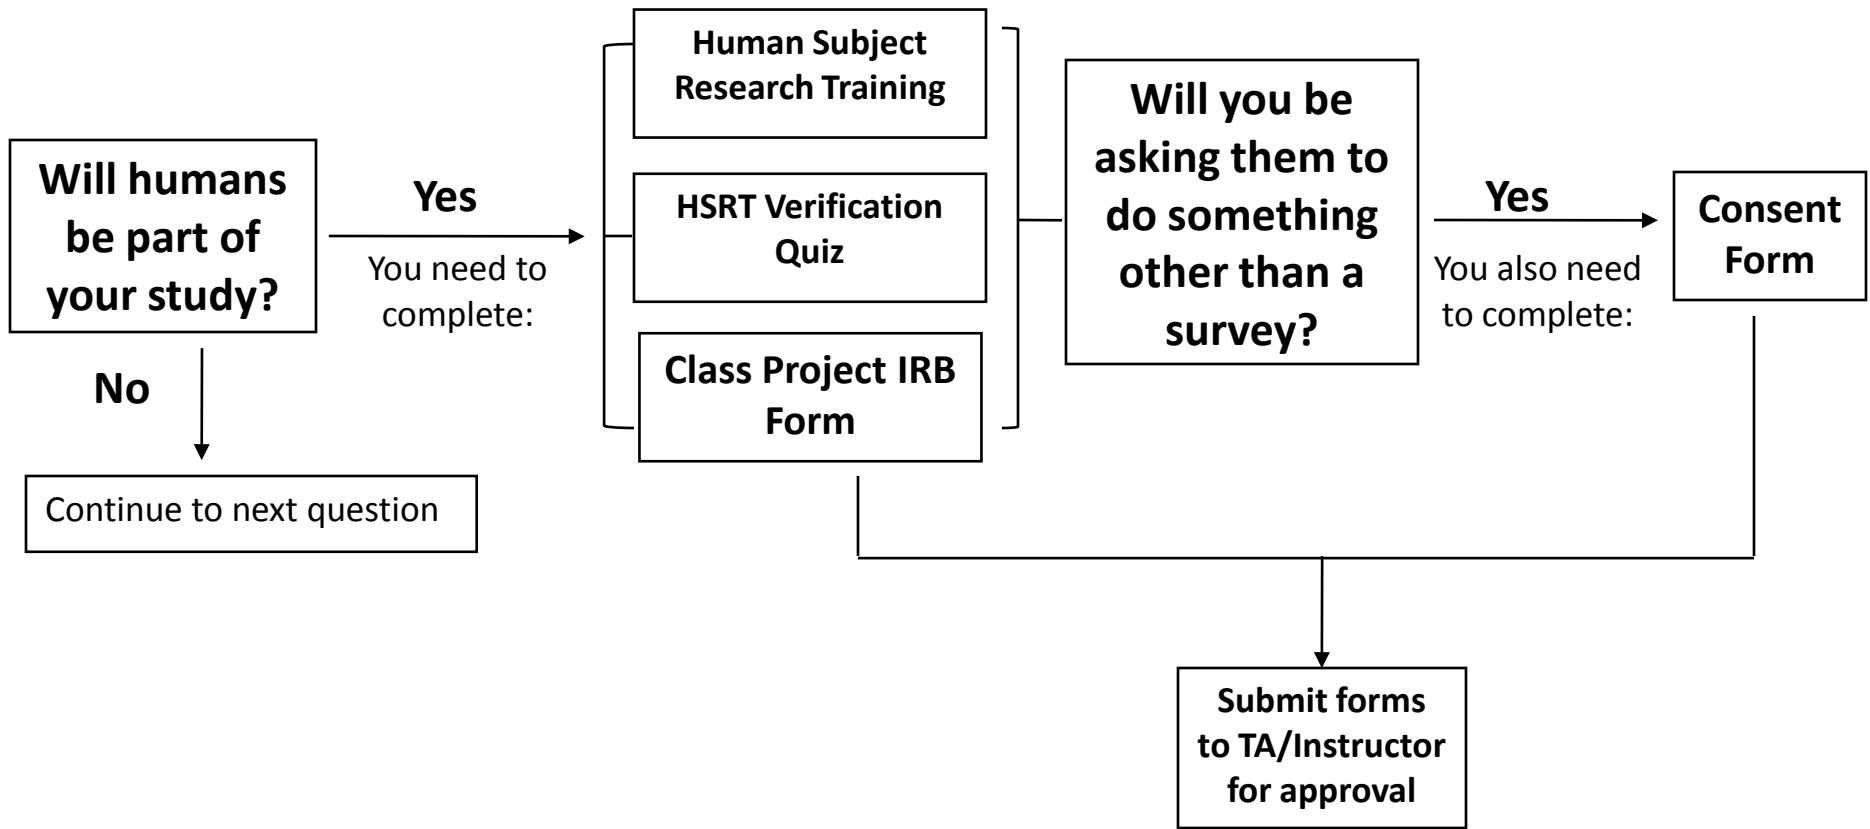 Will humans
be part of
your study?
Yes
You need to
complete:
No
Continue to next question
Human Subject
Research Training
HSRT Verification
Quiz
Class Project IRB
Form
Will you be
asking them to
do something
other than a
survey?
Yes
You also need
to complete:
Consent
Form
Submit forms
to TA/Instructor
for approval